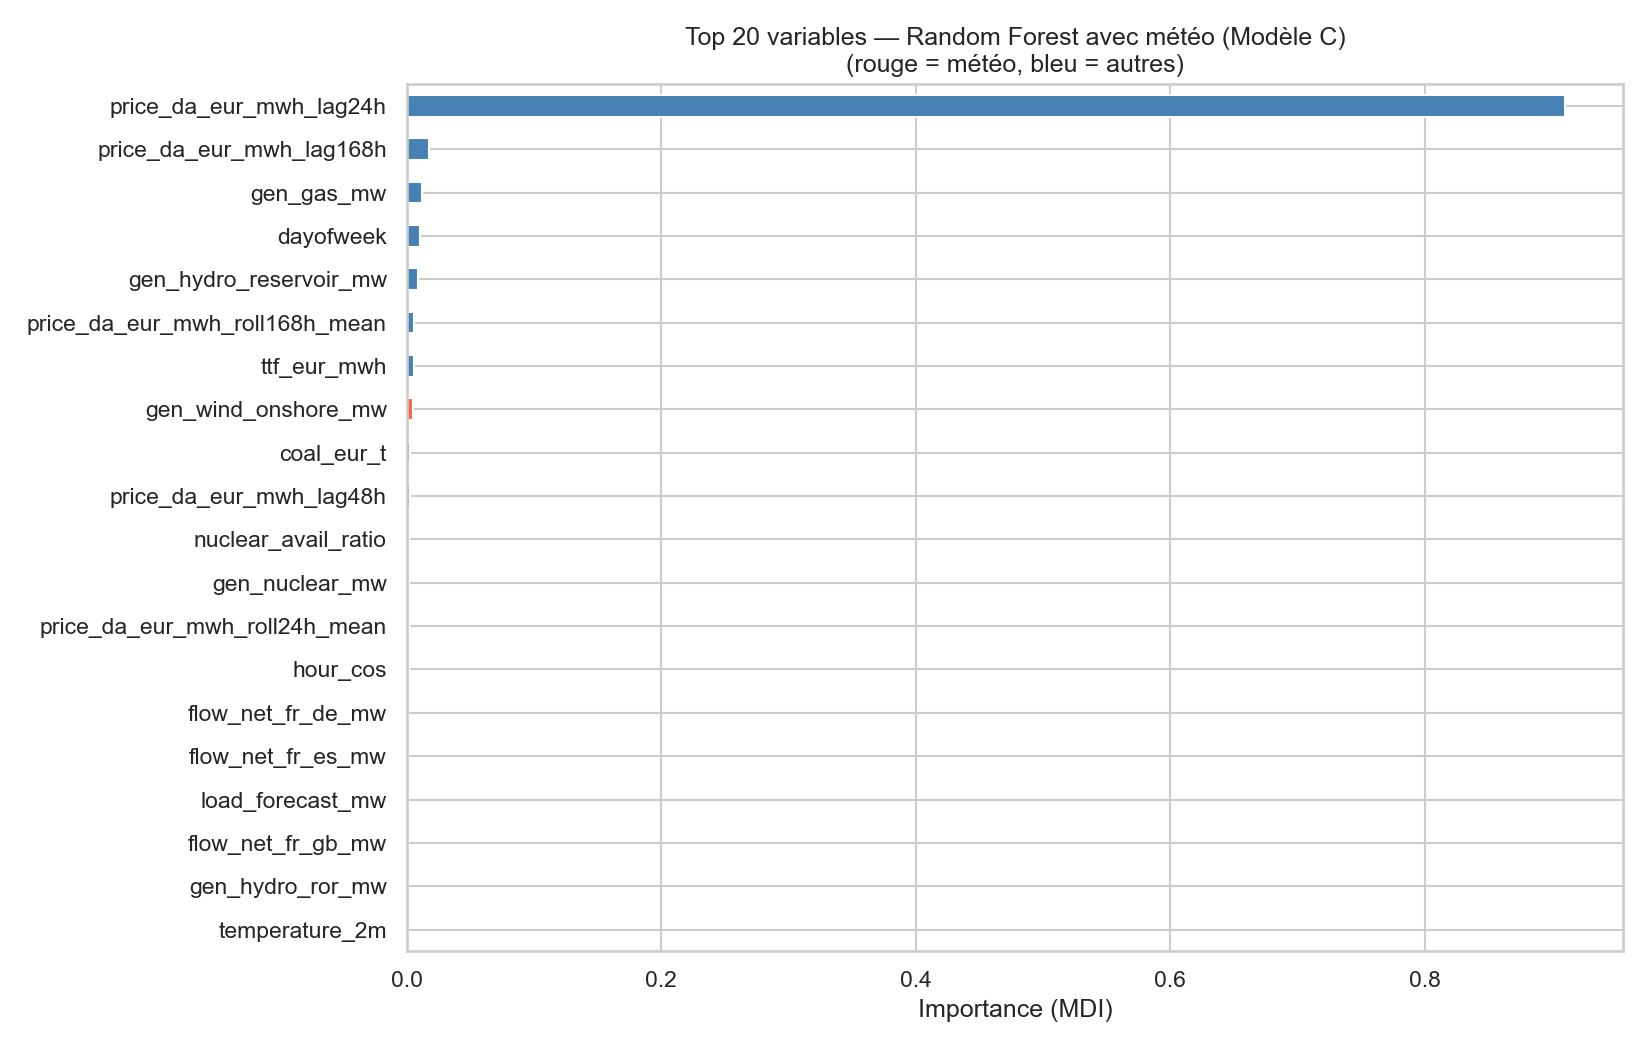 Top 20 variables — Random Forest avec météo (Modèle C)
(rouge = météo, bleu = autres)
price_da_eur_mwh_lag24h
price_da_eur_mwh_lag168h
gen_gas_mw
dayofweek
gen_hydro_reservoir_mw
price_da_eur_mwh_roll168h_mean
ttf_eur_mwh
gen_wind_onshore_mw
coal_eur_t
price_da_eur_mwh_lag48h
nuclear_avail_ratio
gen_nuclear_mw
price_da_eur_mwh_roll24h_mean
hour_cos
flow_net_fr_de_mw
flow_net_fr_es_mw
load_forecast_mw
flow_net_fr_gb_mw
gen_hydro_ror_mw
temperature_2m
0.0 0.2 0.4 0.6 0.8
Importance (MDI)